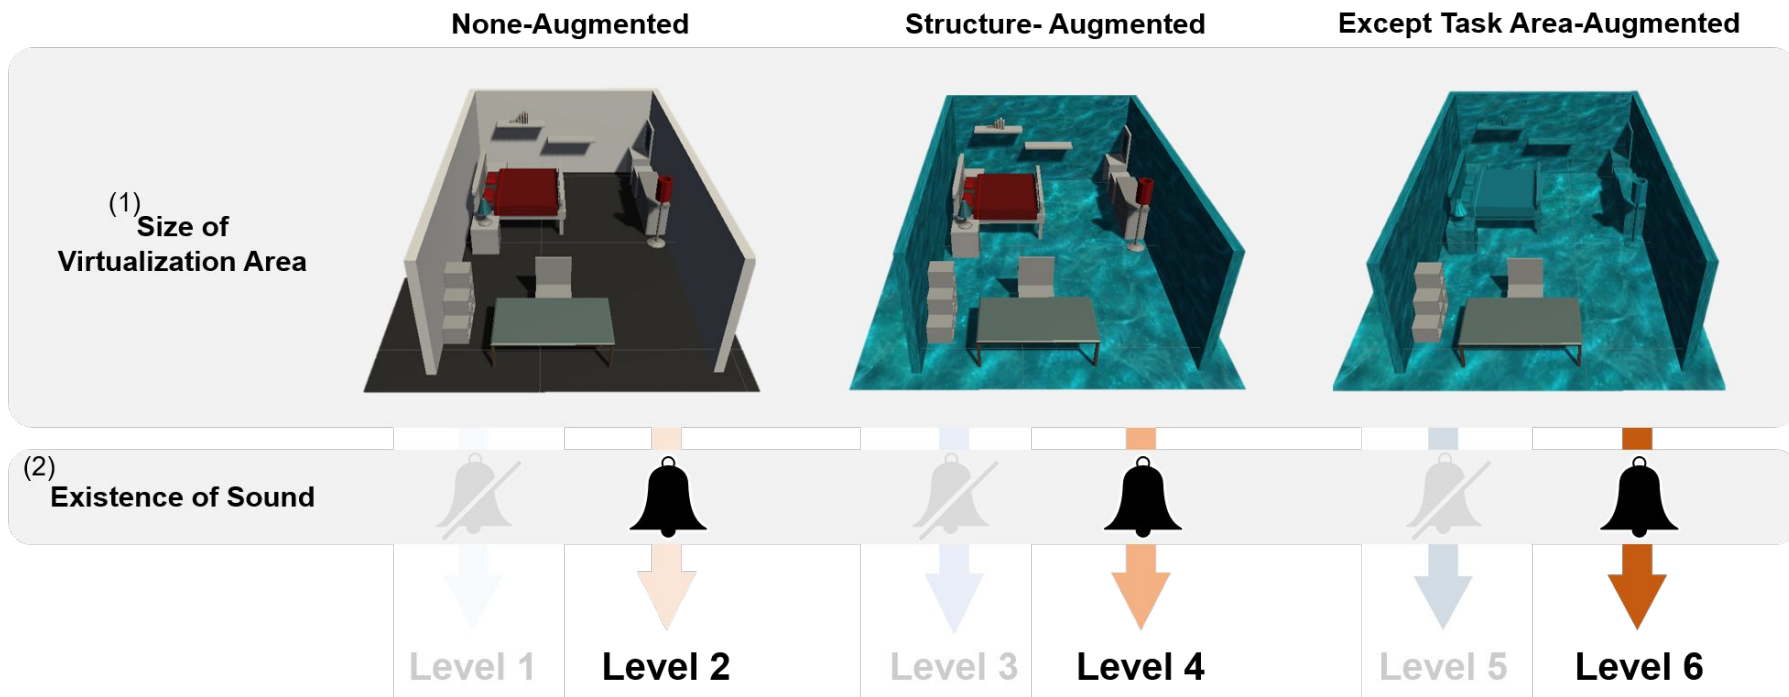 None-Augmented
Structure- Augmented
Except Task Area-Augmented
(1)
Size of
Virtualization Area
(2)
Existence of Sound
Level 1
Level 2
Level 3
Level 4
Level 5
Level 6